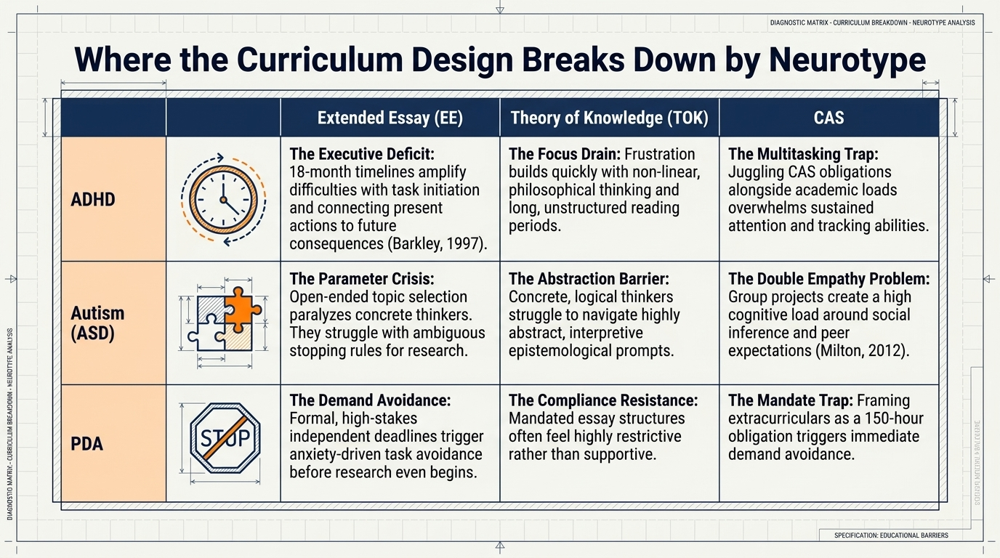 DIAGNOSTIC MATRIX - CURRICULUM BREAKDOWN - NEUROTYPE ANALYSIS
Where the Curriculum Design Breaks Down by Neurotype
Extended Essay (EE)
Theory of Knowledge (TOK)
CAS
ADHD
The Executive Deficit:
18-month timelines amplify
difficulties with task initiation
and connecting present
actions to future
consequences (Barkley, 1997).
The Focus Drain: Frustration
builds quickly with non-linear,
philosophical thinking and
long, unstructured reading
periods.
The Multitasking Trap:
Juggling CAS obligations
alongside academic loads
overwhelms sustained
attention and tracking abilities.
Autism
(ASD)
The Parameter Crisis:
Open-ended topic selection
paralyzes concrete thinkers.
They struggle with ambiguous
stopping rules for research.
The Abstraction Barrier:
Concrete, logical thinkers
struggle to navigate highly
abstract, interpretive
epistemological prompts.
The Double Empathy Problem:
Group projects create a high
cognitive load around social
inference and peer
expectations (Milton, 2012).
PDA
STOP
The Demand Avoidance:
Formal, high-stakes
independent deadlines trigger
anxiety-driven task avoidance
before research even begins.
The Compliance Resistance:
Mandated essay structures
often feel highly restrictive
rather than supportive.
The Mandate Trap: Framing
extracurriculars as a 150-hour
obligation triggers immediate
demand avoidance.
DIAGNOSTIC MATRIX - CURRICULUM BREAKDOWN - NEUROTYPE ANALYSIS
SPECIFICATION: EDUCATIONAL BARRIERS